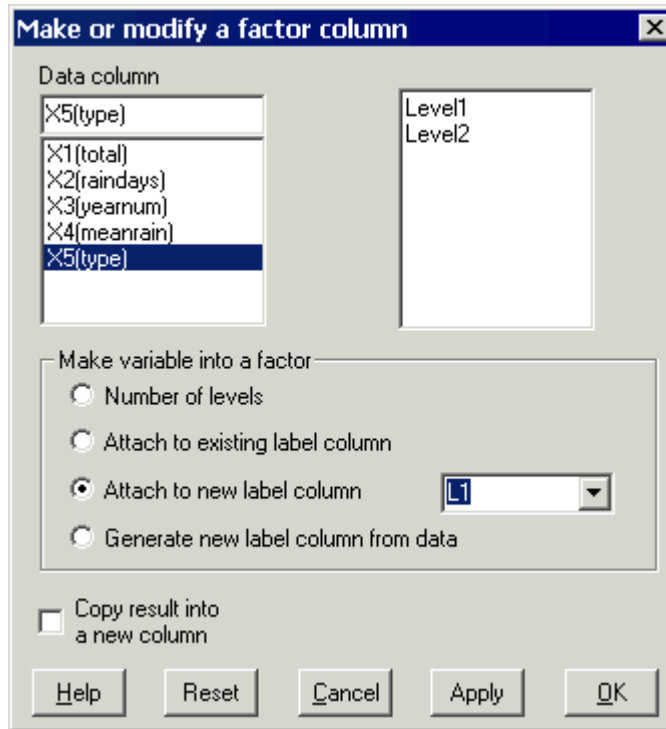 Make or modify a factor column
Data column
X5(type)
X1(total)
X2(raindays)
X3(yearnum)
X4(meanrain)
X5(type)
Level1
Level2
Make variable into a factor
Number of levels
Attach to existing label column
Attach to new label column
L1
Generate new label column from data
Copy result into
a new column
Help
Reset
Cancel
Apply
OK